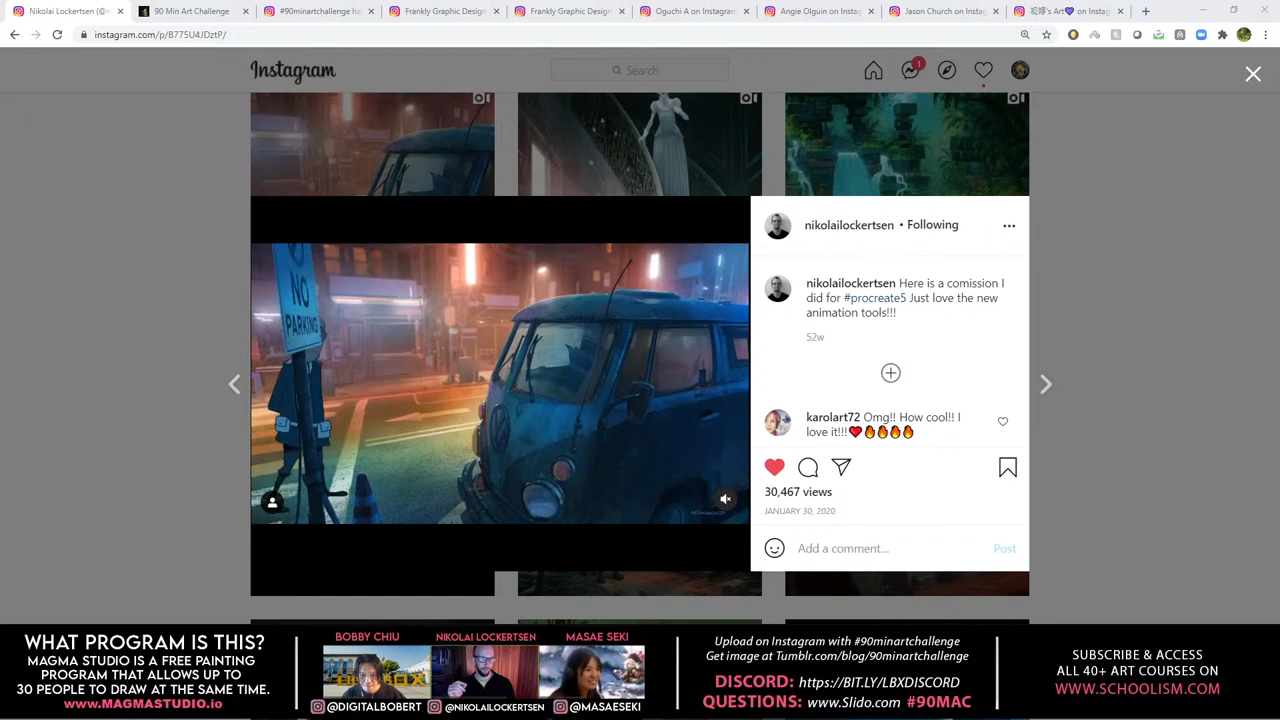 Nikolai Lockertsen (@n
90 Min Art Challenge
#90minartchallenge ha
Frankly Graphic Design
Frankly Graphic Design
Oguchi A on Instagram
Angie Olguin on Instag
Jason Church on Instag
's Art💜 on Instag
instagram.com/p/B775U4JDztP/
Instagram
Search
1
nikolailockertsen • Following
nikolailockertsen Here is a comission I
did for #procreate5 Just love the new
animation tools!!!
52w
karolart72 Omg!! How cool!! I
love it!!!❤️🔥🔥🔥🔥
30,467 views
JANUARY 30, 2020
Add a comment...
Post
NO
PARKING
WHAT PROGRAM IS THIS?
MAGMA STUDIO IS A FREE PAINTING
PROGRAM THAT ALLOWS UP TO
30 PEOPLE TO DRAW AT THE SAME TIME.
www.MAGMASTUDIO.io
BOBBY CHIU
NIKOLAI LOCKERTSEN
MASAE SEKI
@DIGITALBOBERT
@NIKOLAILOCKERTSEN
@MASAESEKI
Upload on Instagram with #90minartchallenge
Get image at Tumblr.com/blog/90minartchallenge
DISCORD: https://BIT.LY/LBXDISCORD
QUESTIONS: www.Slido.com #90MAC
SUBSCRIBE & ACCESS
ALL 40+ ART COURSES ON
WWW.SCHOOLISM.COM